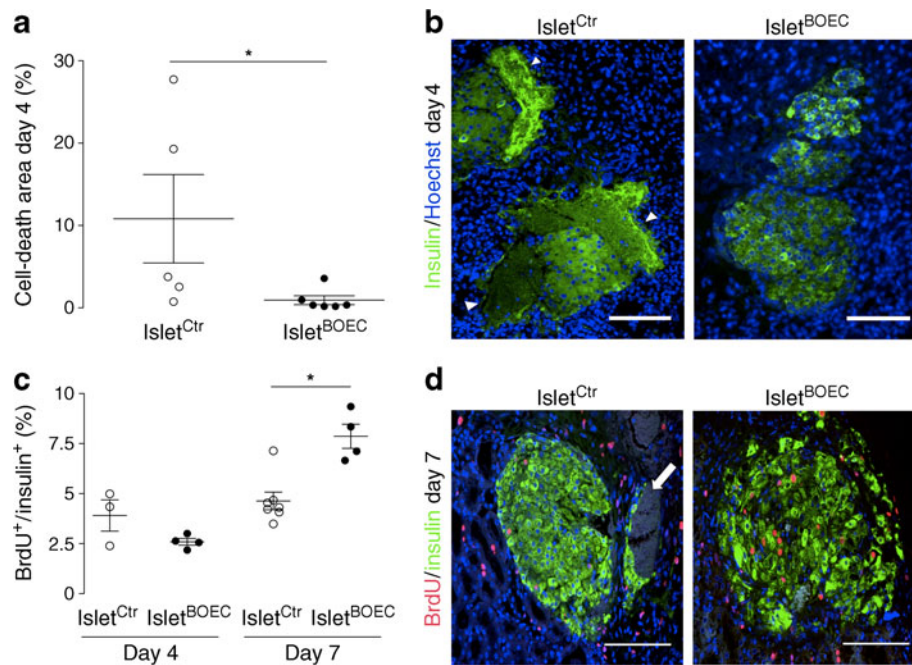 a
Cell-death area day 4 (%)
30
20
10
0
*
Islet^Ctr
Islet^BOEC
b
Islet^Ctr
Islet^BOEC
Insulin/Hoechst day 4
c
BrdU⁺/insulin⁺ (%)
10
7.5
5
2.5
0
*
Islet^Ctr Islet^BOEC
Islet^Ctr Islet^BOEC
Day 4
Day 7
d
Islet^Ctr
Islet^BOEC
BrdU/insulin day 7